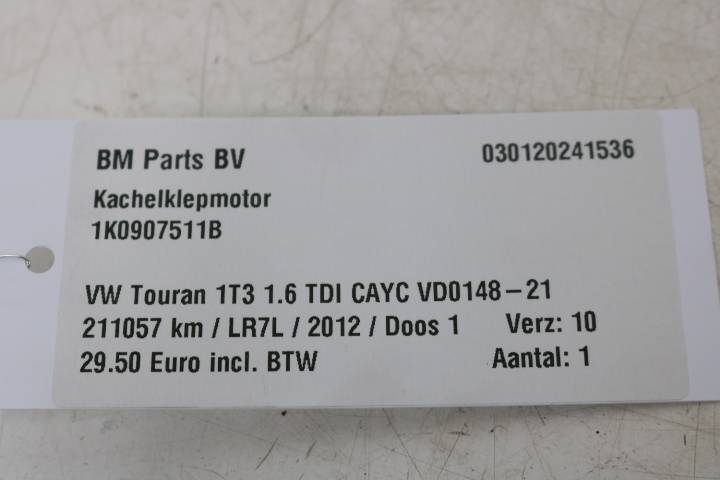 BM Parts BV 030120241536
Kachelklepmotor
1K0907511B
VW Touran 1T3 1.6 TDI CAYC VD0148-21
211057 km / LR7L / 2012 / Doos 1 Verz: 10
29.50 Euro incl. BTW Aantal: 1